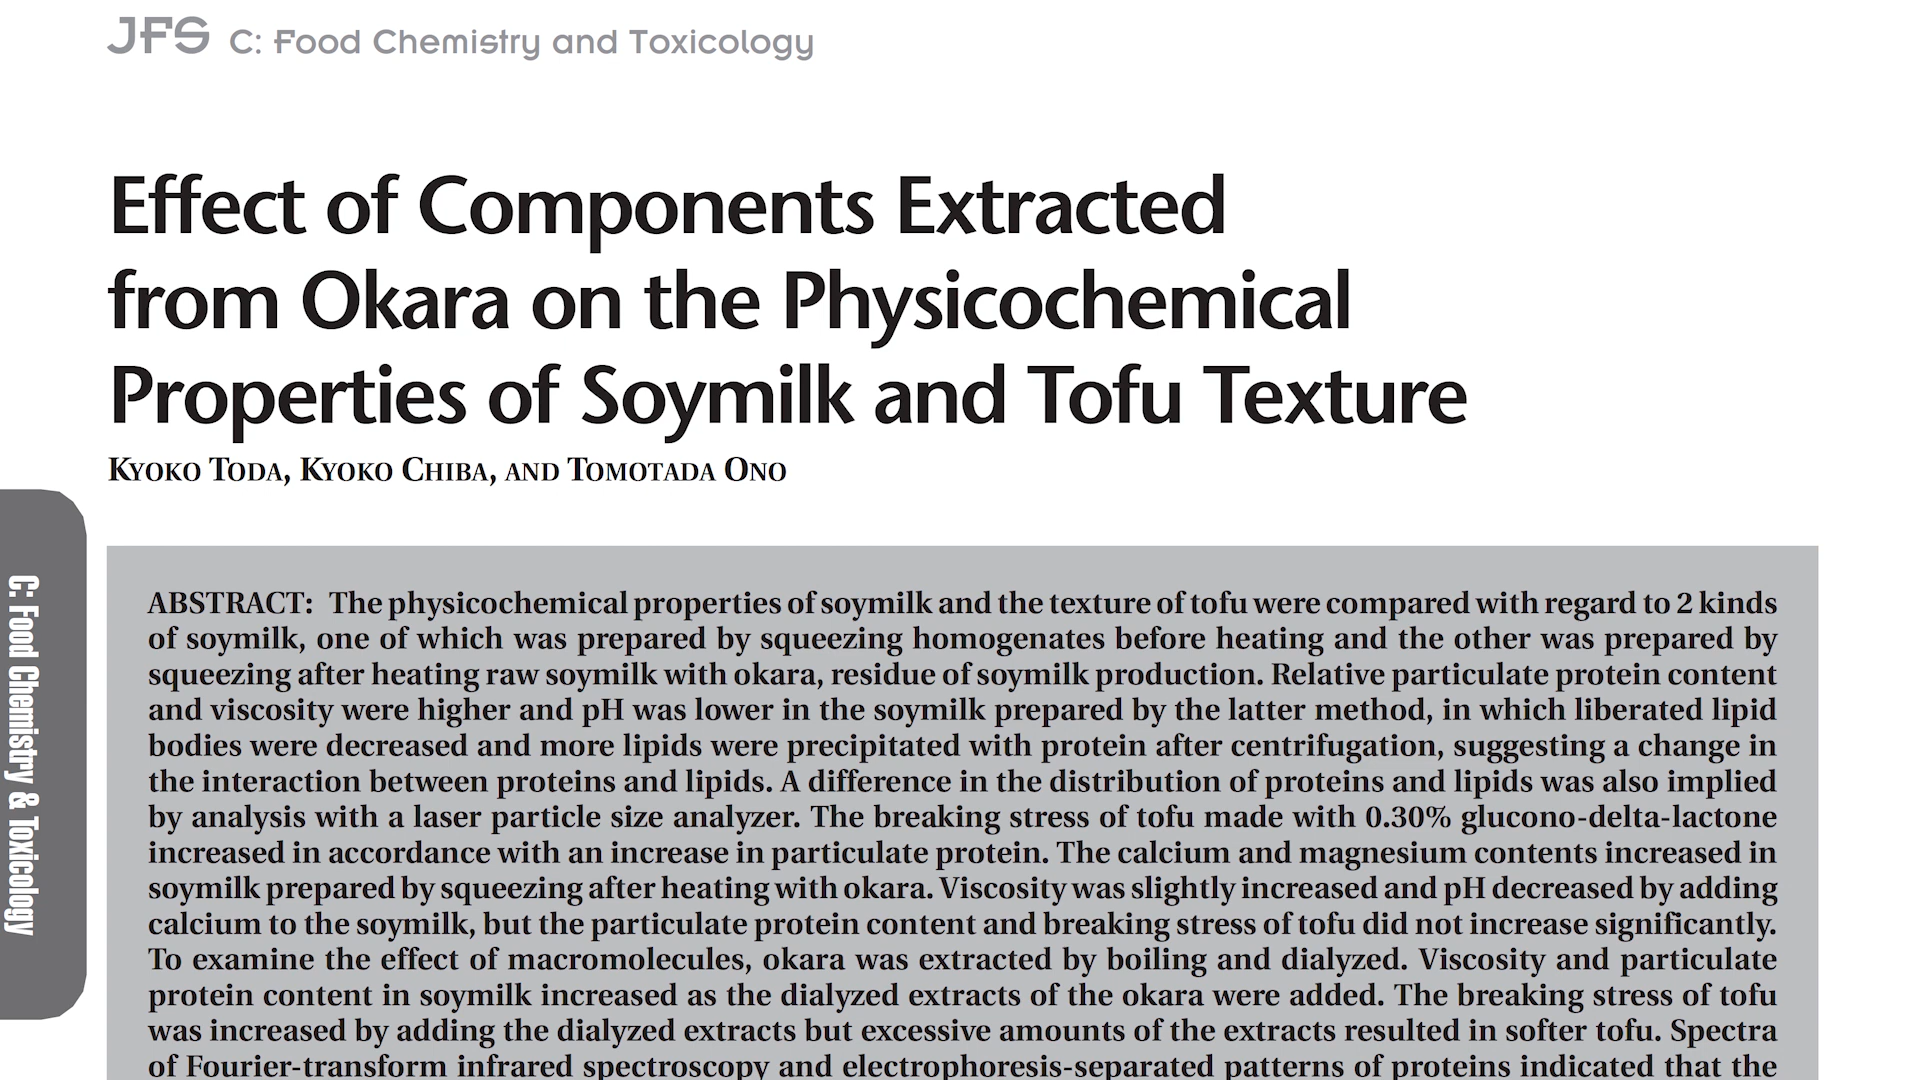 JFS C: Food Chemistry and Toxicology
Effect of Components Extracted
from Okara on the Physicochemical
Properties of Soymilk and Tofu Texture
KYOKO TODA, KYOKO CHIBA, AND TOMOTADA ONO
C: Food Chemistry & Toxicology
ABSTRACT: The physicochemical properties of soymilk and the texture of tofu were compared with regard to 2 kinds
of soymilk, one of which was prepared by squeezing homogenates before heating and the other was prepared by
squeezing after heating raw soymilk with okara, residue of soymilk production. Relative particulate protein content
and viscosity were higher and pH was lower in the soymilk prepared by the latter method, in which liberated lipid
bodies were decreased and more lipids were precipitated with protein after centrifugation, suggesting a change in
the interaction between proteins and lipids. A difference in the distribution of proteins and lipids was also implied
by analysis with a laser particle size analyzer. The breaking stress of tofu made with 0.30% glucono-delta-lactone
increased in accordance with an increase in particulate protein. The calcium and magnesium contents increased in
soymilk prepared by squeezing after heating with okara. Viscosity was slightly increased and pH decreased by adding
calcium to the soymilk, but the particulate protein content and breaking stress of tofu did not increase significantly.
To examine the effect of macromolecules, okara was extracted by boiling and dialyzed. Viscosity and particulate
protein content in soymilk increased as the dialyzed extracts of the okara were added. The breaking stress of tofu
was increased by adding the dialyzed extracts but excessive amounts of the extracts resulted in softer tofu. Spectra
of Fourier-transform infrared spectroscopy and electrophoresis-separated patterns of proteins indicated that the